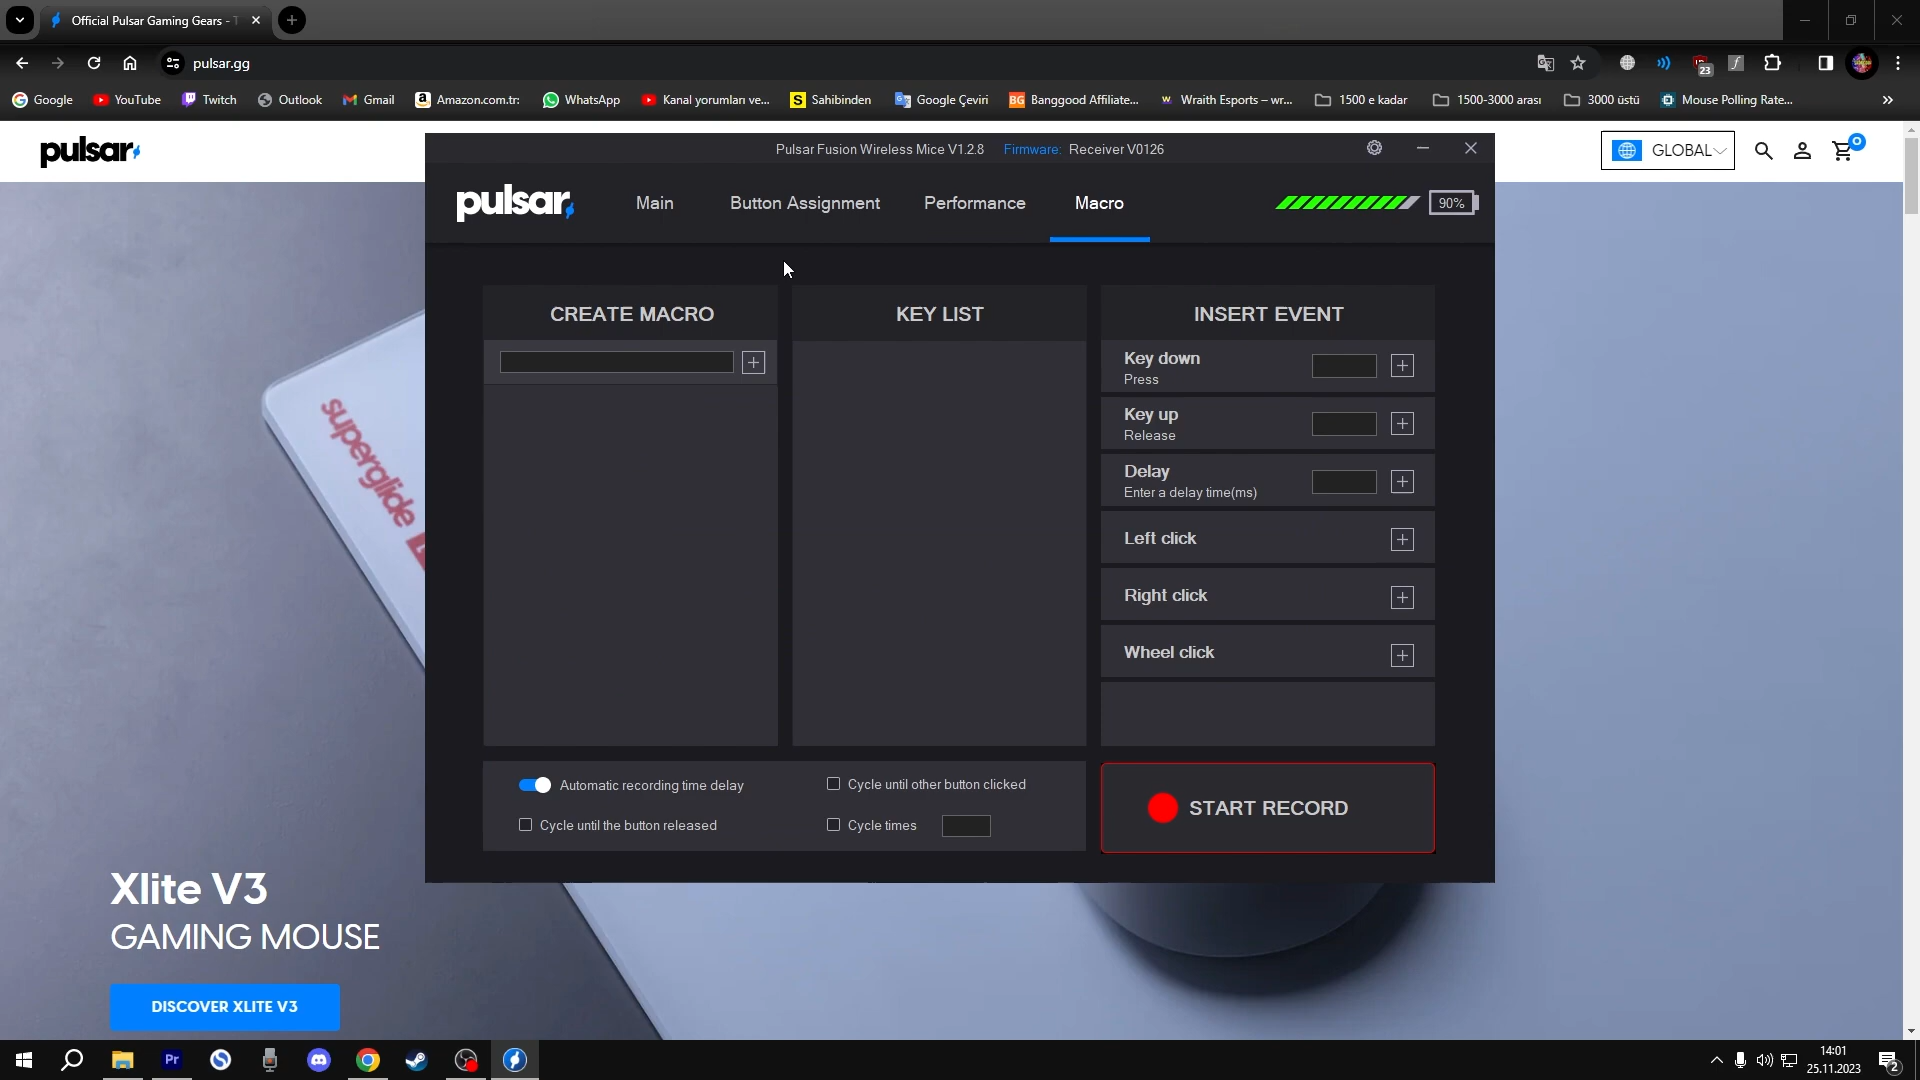 Official Pulsar Gaming Gears - T
pulsar.gg
23
Google
YouTube
Twitch
Outlook
Gmail
Amazon.com.tr:
WhatsApp
Kanal yorumları ve...
Sahibinden
Google Çeviri
Banggood Affiliate...
Wraith Esports – wr...
1500 e kadar
1500-3000 arası
3000 üstü
Mouse Polling Rate...
pulsar
GLOBAL
0
Pulsar Fusion Wireless Mice V1.2.8 Firmware: Receiver V0126
pulsar
Main
Button Assignment
Performance
Macro
90%
CREATE MACRO
KEY LIST
INSERT EVENT
Key down
Press
Key up
Release
Delay
Enter a delay time(ms)
Left click
Right click
Wheel click
Automatic recording time delay
Cycle until other button clicked
Cycle until the button released
Cycle times
START RECORD
superglide
Xlite V3
GAMING MOUSE
DISCOVER XLITE V3
14:01
25.11.2023
2